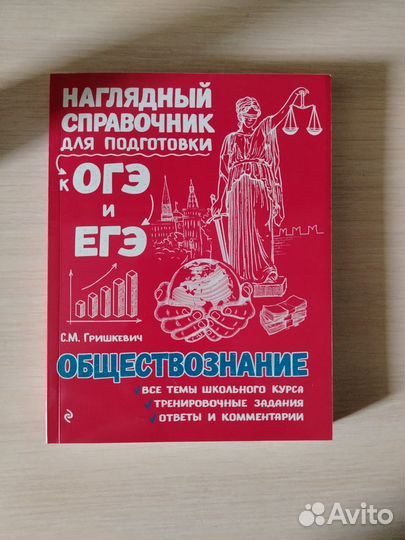 НАГЛЯДНЫЙ
СПРАВОЧНИК
ДЛЯ ПОДГОТОВКИ
К ОГЭ
И
ЕГЭ
С.М. ГРИШКЕВИЧ
ОБЩЕСТВОЗНАНИЕ
ВСЕ ТЕМЫ ШКОЛЬНОГО КУРСА
ТРЕНИРОВОЧНЫЕ ЗАДАНИЯ
ОТВЕТЫ И КОММЕНТАРИИ
Avito